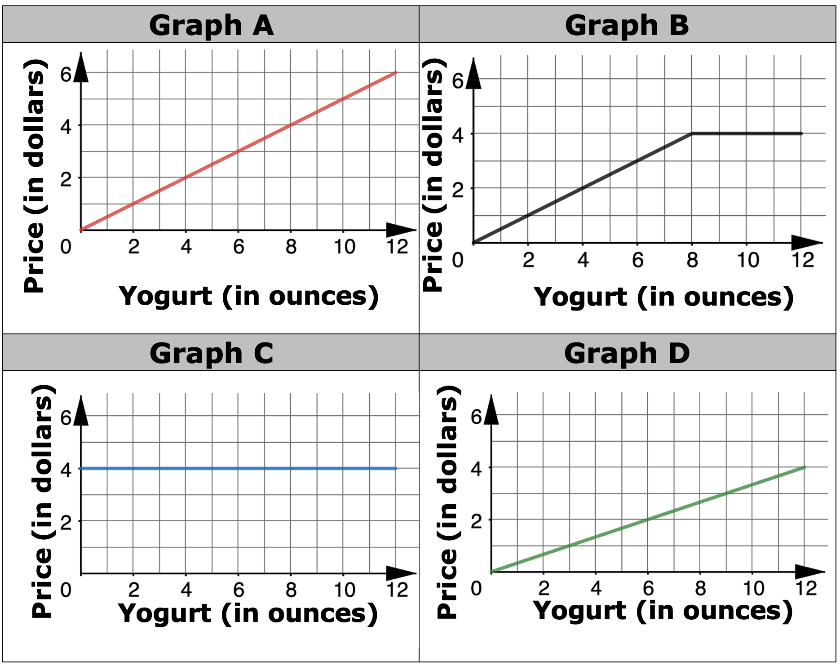 Graph A
Price (in dollars)
6
4
2
0
2 4 6 8 10 12
Yogurt (in ounces)
Graph B
Price (in dollars)
6
4
2
0
2 4 6 8 10 12
Yogurt (in ounces)
Graph C
Price (in dollars)
6
4
2
0
2 4 6 8 10 12
Yogurt (in ounces)
Graph D
Price (in dollars)
6
4
2
0
2 4 6 8 10 12
Yogurt (in ounces)